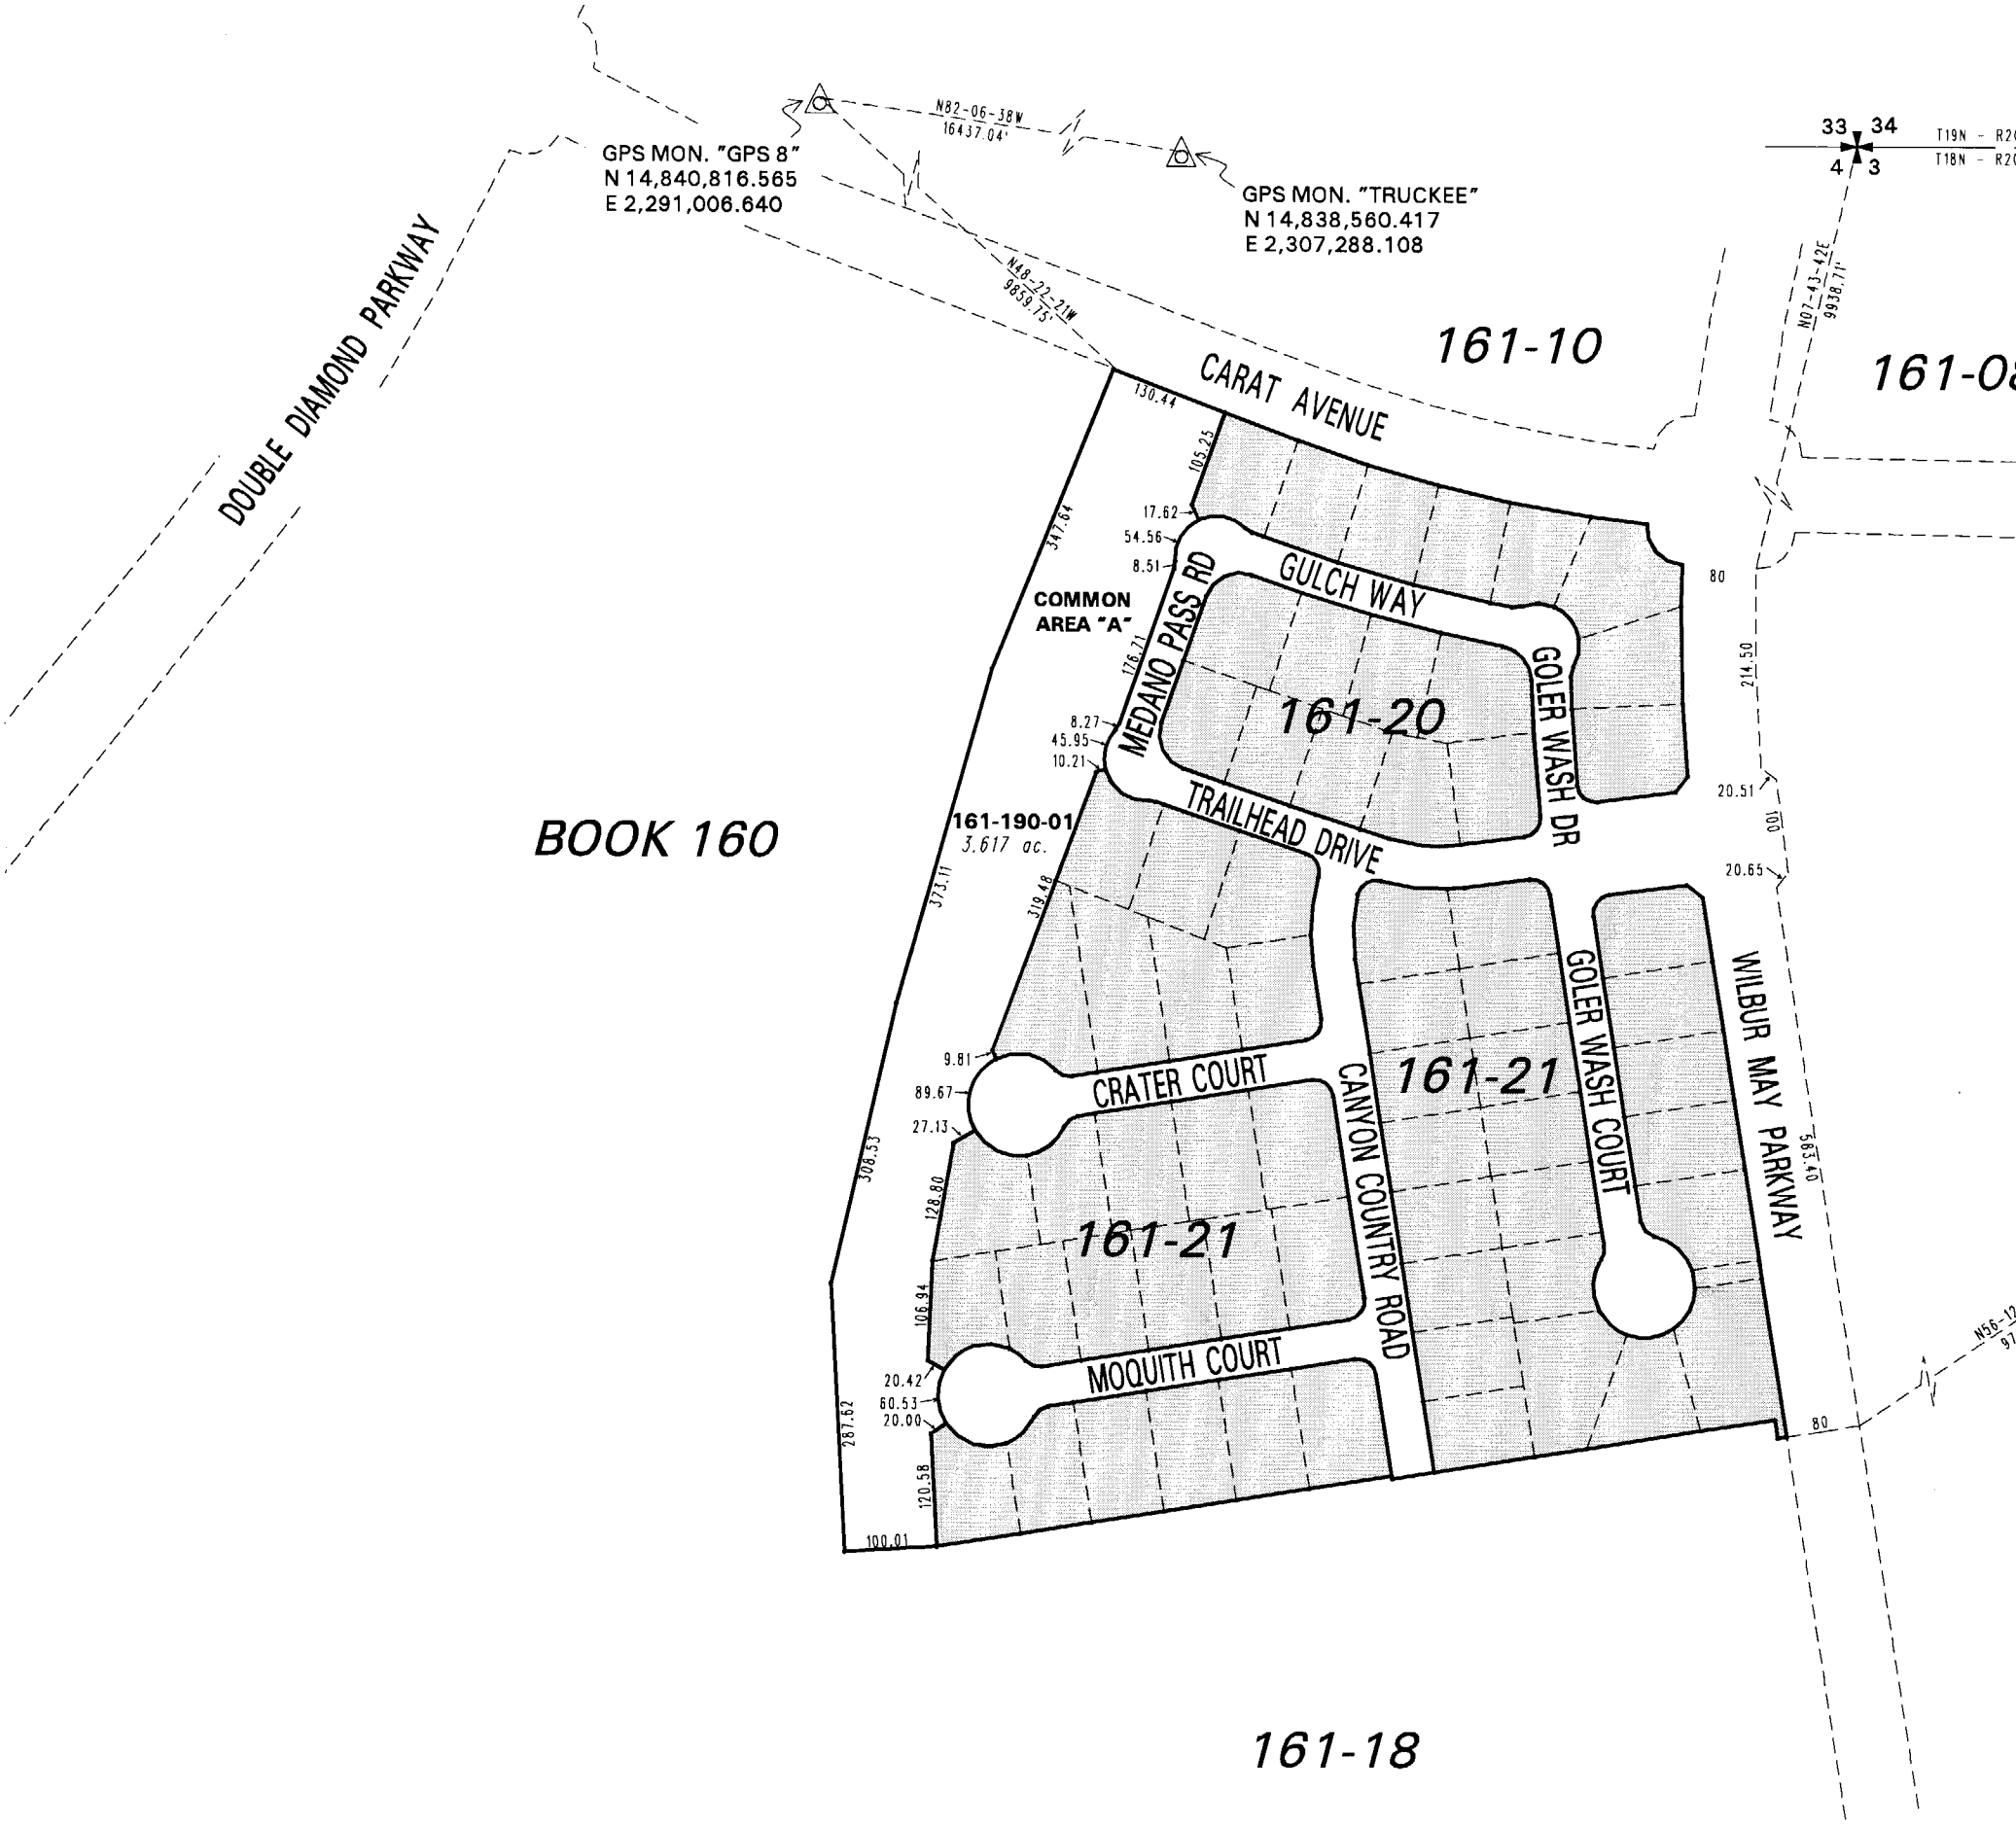 N82-06-38W
16437.04'
GPS MON. "GPS 8"
N 14,840,816.565
E 2,291,006.640
GPS MON. "TRUCKEE"
N 14,838,560.417
E 2,307,288.108
33 34
4 3
T19N - R20
T18N - R20
N07-43-42E
9938.71'
N48-22-21W
9859.75'
DOUBLE DIAMOND PARKWAY
161-10
161-08
CARAT AVENUE
130.44
105.25
347.64
17.62
54.56
8.51
GULCH WAY
80
COMMON
AREA "A"
MEDANO PASS RD
176.71
214.50
GOLER WASH DR
161-20
8.27
45.95
10.21
20.51
100
TRAILHEAD DRIVE
BOOK 160
161-190-01
3.617 ac.
20.65
373.11
319.48
GOLER WASH COURT
WILBUR MAY PARKWAY
9.81
89.67
27.13
CRATER COURT
CANYON COUNTRY ROAD
161-21
308.53
583.40
128.80
161-21
106.94
N56-12
97
20.42
60.53
20.00
MOQUITH COURT
287.62
80
120.58
100.01
161-18